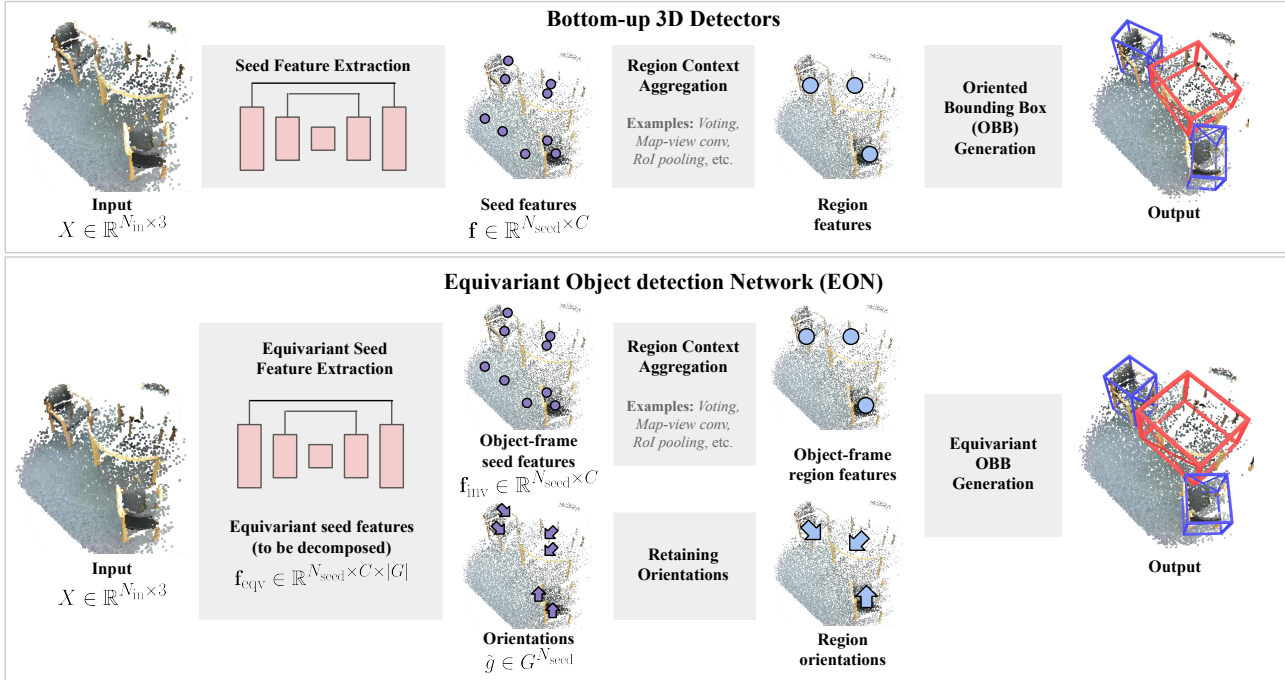 Bottom-up 3D Detectors
Seed Feature Extraction
Region Context
Aggregation
Examples: Voting,
Map-view conv,
RoI pooling, etc.
Oriented
Bounding Box
(OBB)
Generation
Input
X ∈ ℝ^{N_in×3}
Seed features
f ∈ ℝ^{N_seed×C}
Region
features
Output
Equivariant Object detection Network (EON)
Equivariant Seed
Feature Extraction
Equivariant seed features
(to be decomposed)
f_eqv ∈ ℝ^{N_seed×C×|G|}
Input
X ∈ ℝ^{N_in×3}
Object-frame
seed features
f_inv ∈ ℝ^{N_seed×C}
Region Context
Aggregation
Examples: Voting,
Map-view conv,
RoI pooling, etc.
Object-frame
region features
Orientations
g̃ ∈ G^{N_seed}
Retaining
Orientations
Region
orientations
Equivariant
OBB
Generation
Output